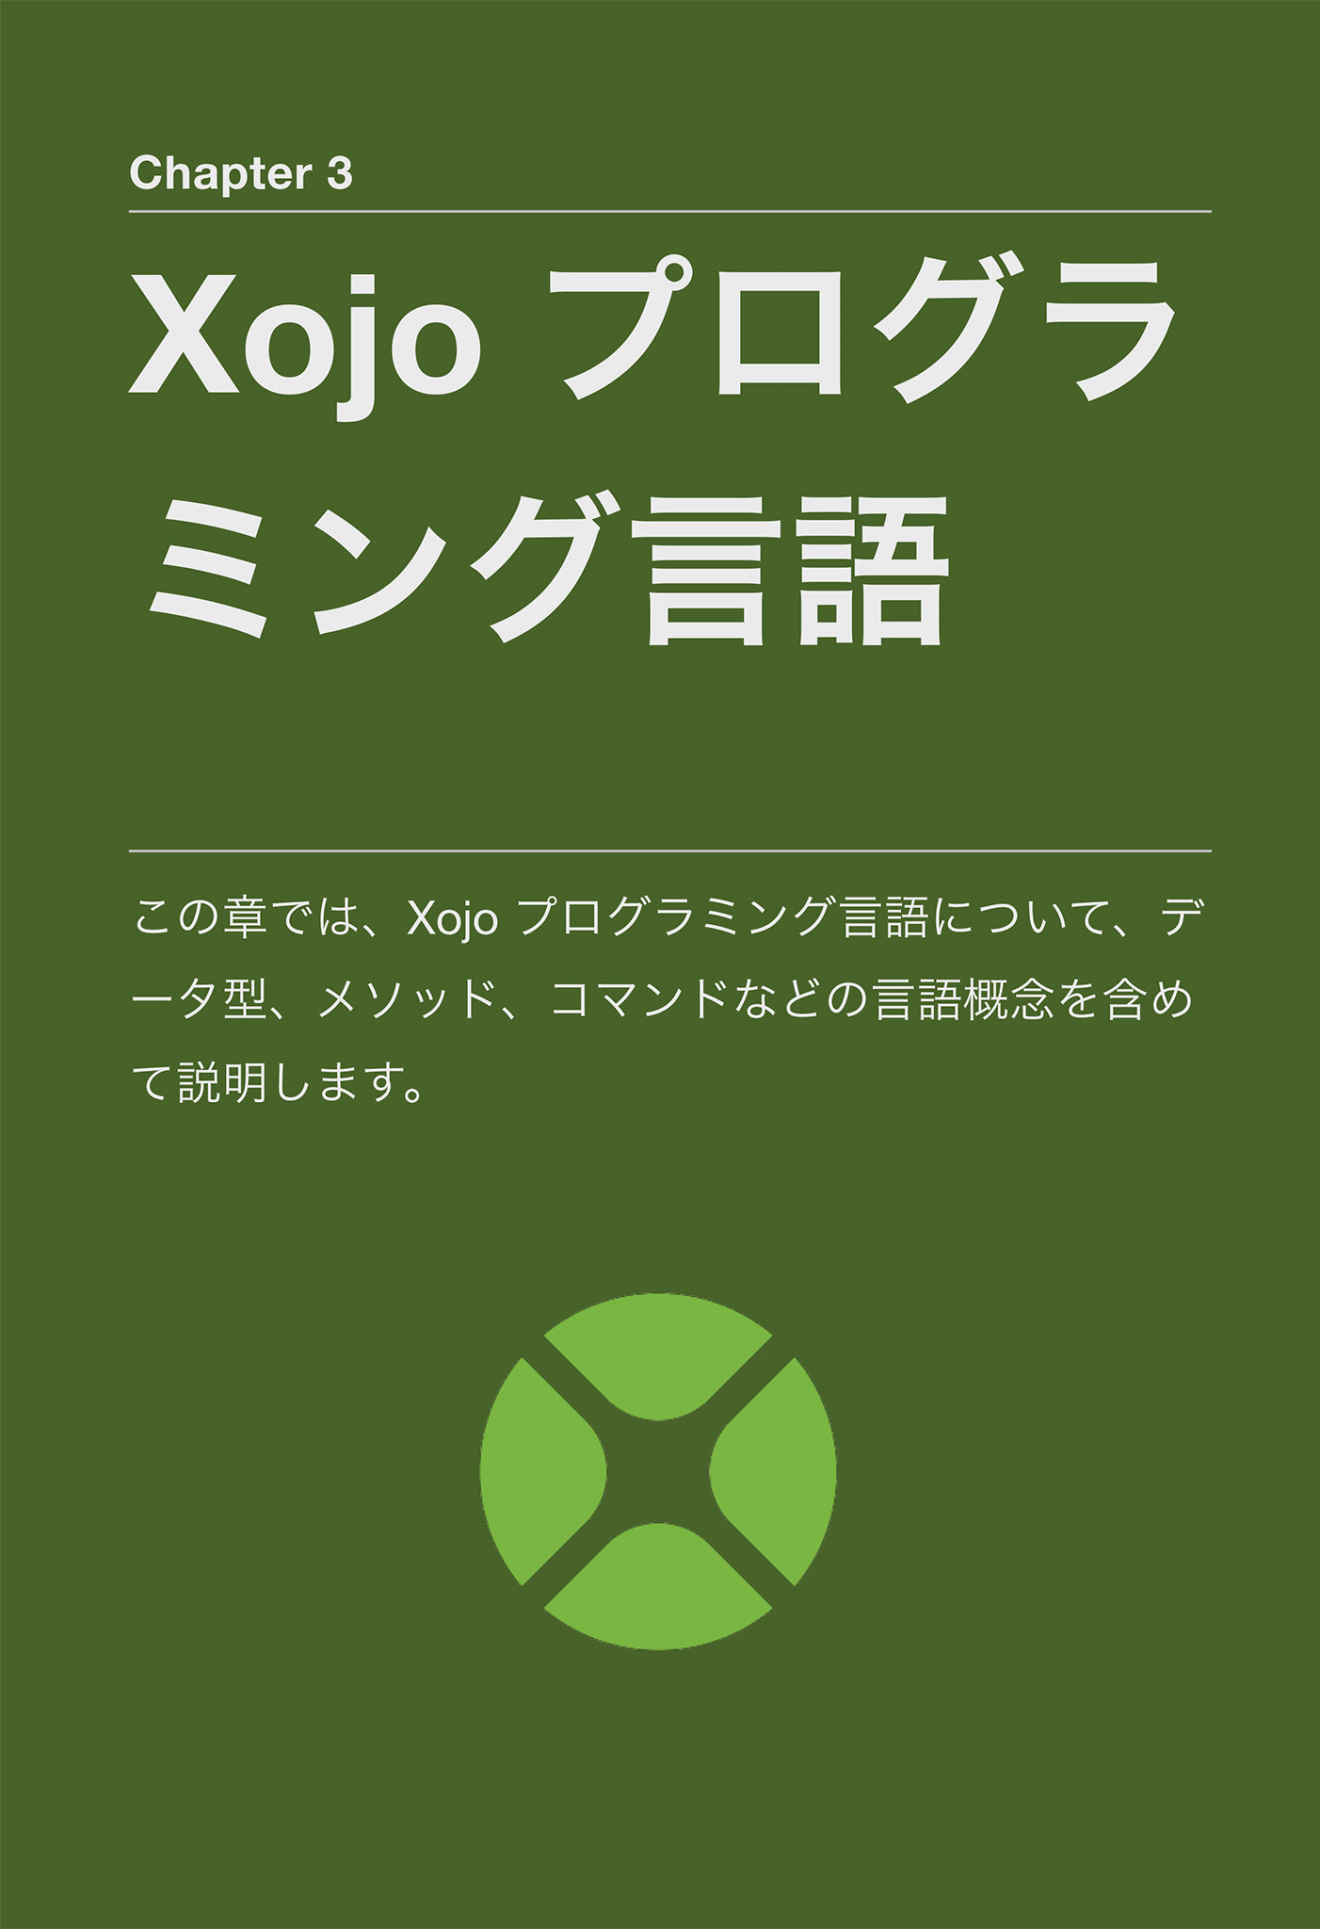 Chapter 3
Xojo プログラ
ミング言語
この章では、Xojo プログラミング言語について、デ
ータ型、メソッド、コマンドなどの言語概念を含め
て説明します。